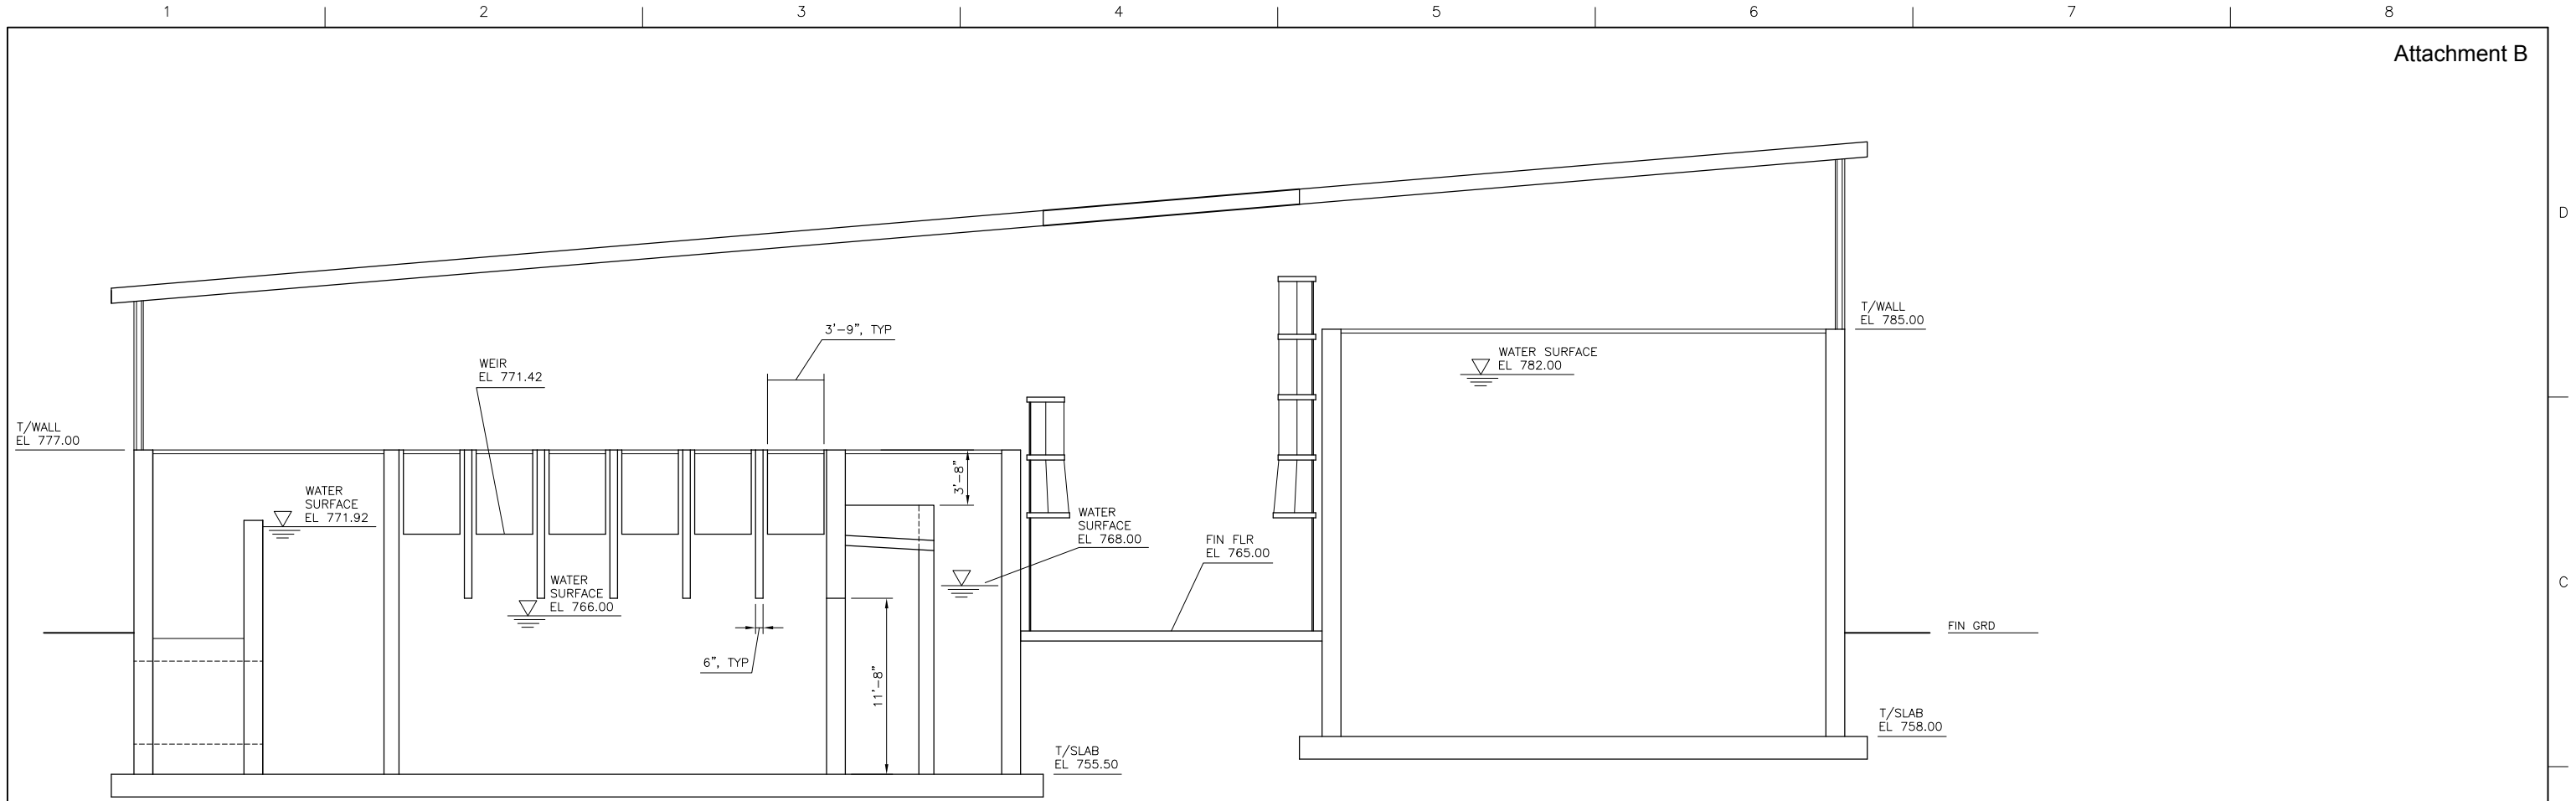 1 2 3 4 5 6 7 8
Attachment B
D
T/WALL
EL 785.00
3'-9", TYP
WATER SURFACE
EL 782.00
WEIR
EL 771.42
T/WALL
EL 777.00
3'-8"
WATER
SURFACE
EL 771.92
WATER
SURFACE
EL 768.00
FIN FLR
EL 765.00
C
WATER
SURFACE
EL 766.00
FIN GRD
6", TYP
11'-8"
T/SLAB
EL 758.00
T/SLAB
EL 755.50